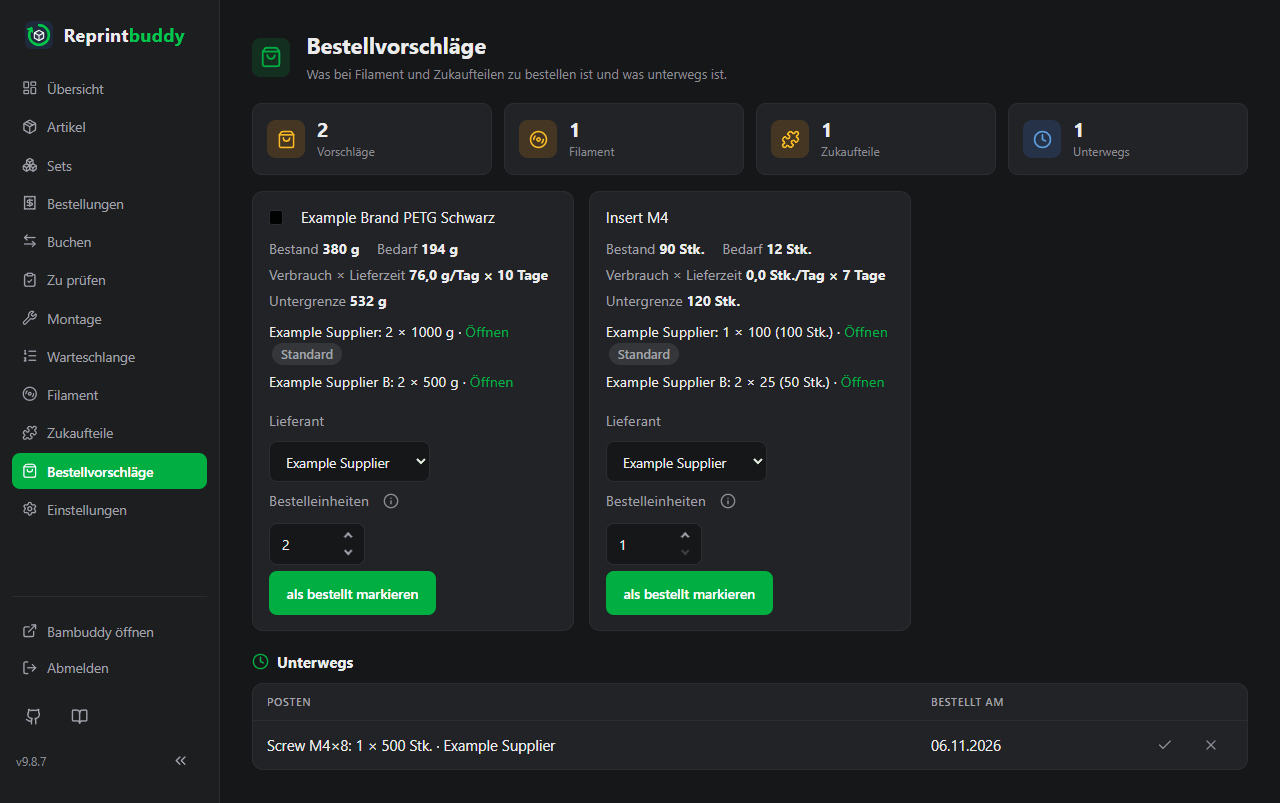 Reprintbuddy
Übersicht
Artikel
Sets
Bestellungen
Buchen
Zu prüfen
Montage
Warteschlange
Filament
Zukaufteile
Bestellvorschläge
Einstellungen
Bambuddy öffnen
Abmelden
v9.8.7
Bestellvorschläge
Was bei Filament und Zukaufteilen zu bestellen ist und was unterwegs ist.
2
Vorschläge
1
Filament
1
Zukaufteile
1
Unterwegs
Example Brand PETG Schwarz
Bestand 380 g Bedarf 194 g
Verbrauch × Lieferzeit 76,0 g/Tag × 10 Tage
Untergrenze 532 g
Example Supplier: 2 × 1000 g · Öffnen
Standard
Example Supplier B: 2 × 500 g · Öffnen
Lieferant
Example Supplier
Bestelleinheiten
2
als bestellt markieren
Insert M4
Bestand 90 Stk. Bedarf 12 Stk.
Verbrauch × Lieferzeit 0,0 Stk./Tag × 7 Tage
Untergrenze 120 Stk.
Example Supplier: 1 × 100 (100 Stk.) · Öffnen
Standard
Example Supplier B: 2 × 25 (50 Stk.) · Öffnen
Lieferant
Example Supplier
Bestelleinheiten
1
als bestellt markieren
Unterwegs
POSTEN BESTELLT AM
Screw M4×8: 1 × 500 Stk. · Example Supplier 06.11.2026